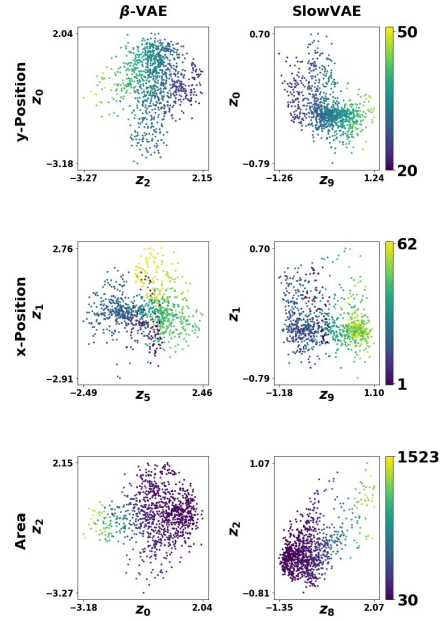 β-VAE
SlowVAE
y-Position
z0
2.04
−3.18
−3.27
z2
2.15
z0
0.70
−0.79
−1.26
z9
1.24
50
20
x-Position
z1
2.76
−2.91
−2.49
z5
2.46
z1
0.70
−0.79
−1.18
z9
1.10
62
1
Area
z2
2.15
−3.27
−3.18
z0
2.04
z2
1.07
−0.81
−1.35
z8
2.07
1523
30